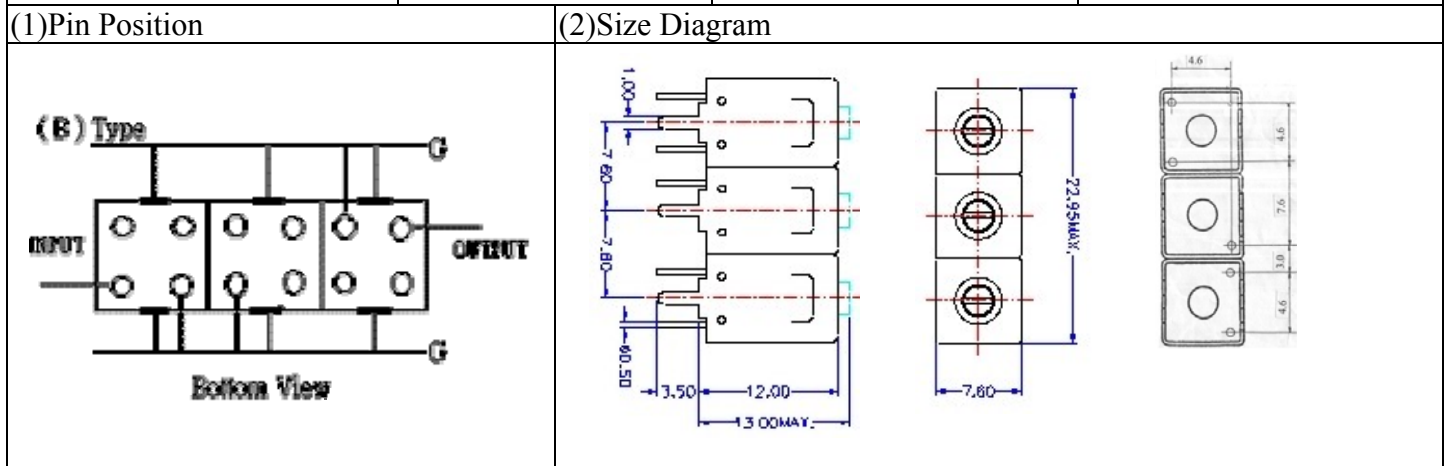 (1)Pin Position
(2)Size Diagram
(B) Type
G
INPUT
OUTPUT
G
Bottom View
1.00
7.60
7.60
ø0.50
3.50
12.00
13.00MAX.
22.95MAX.
7.60
4.6
4.6
7.6
3.0
4.6